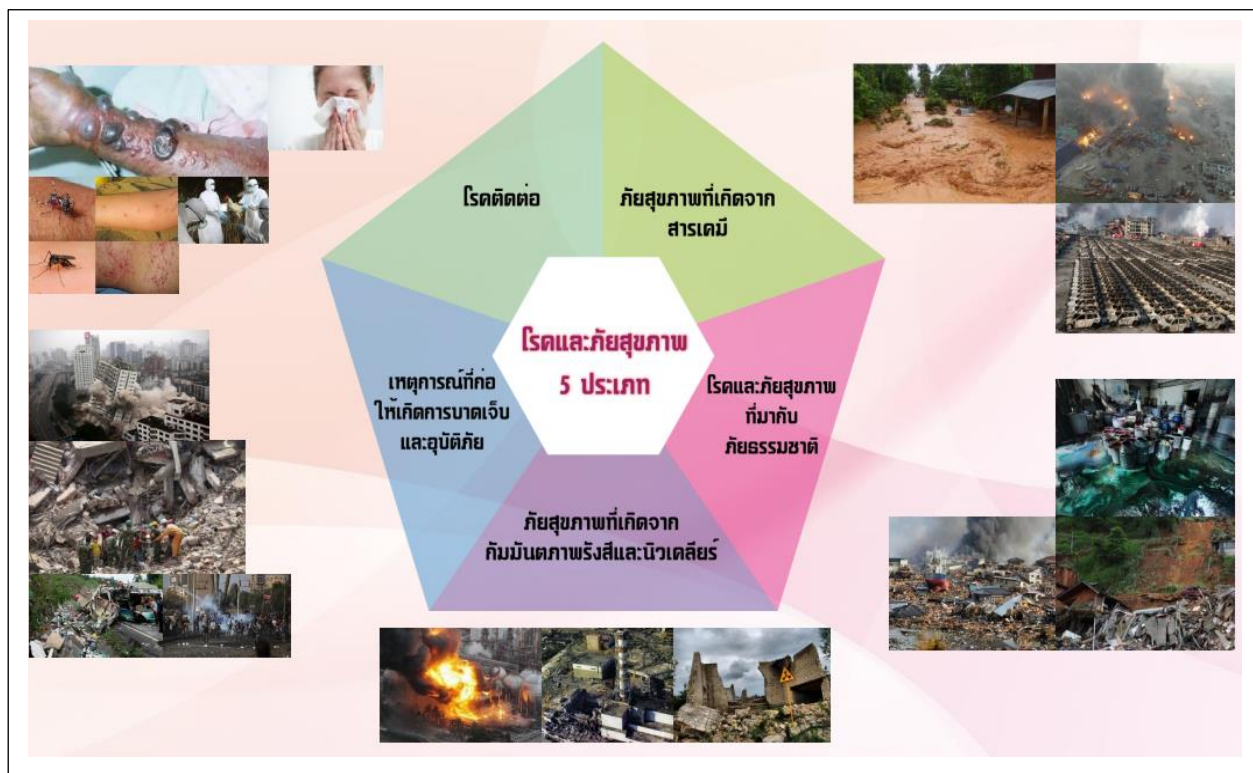 โรคติดต่อ
ภัยสุขภาพที่เกิดจาก
สารเคมี
โรคและภัยสุขภาพ
5 ประเภท
เหตุการณ์ที่ก่อ
ให้เกิดการบาดเจ็บ
และอุบัติภัย
โรคและภัยสุขภาพ
ที่มากับ
ภัยธรรมชาติ
ภัยสุขภาพที่เกิดจาก
กัมมันตภาพรังสีและนิวเคลียร์